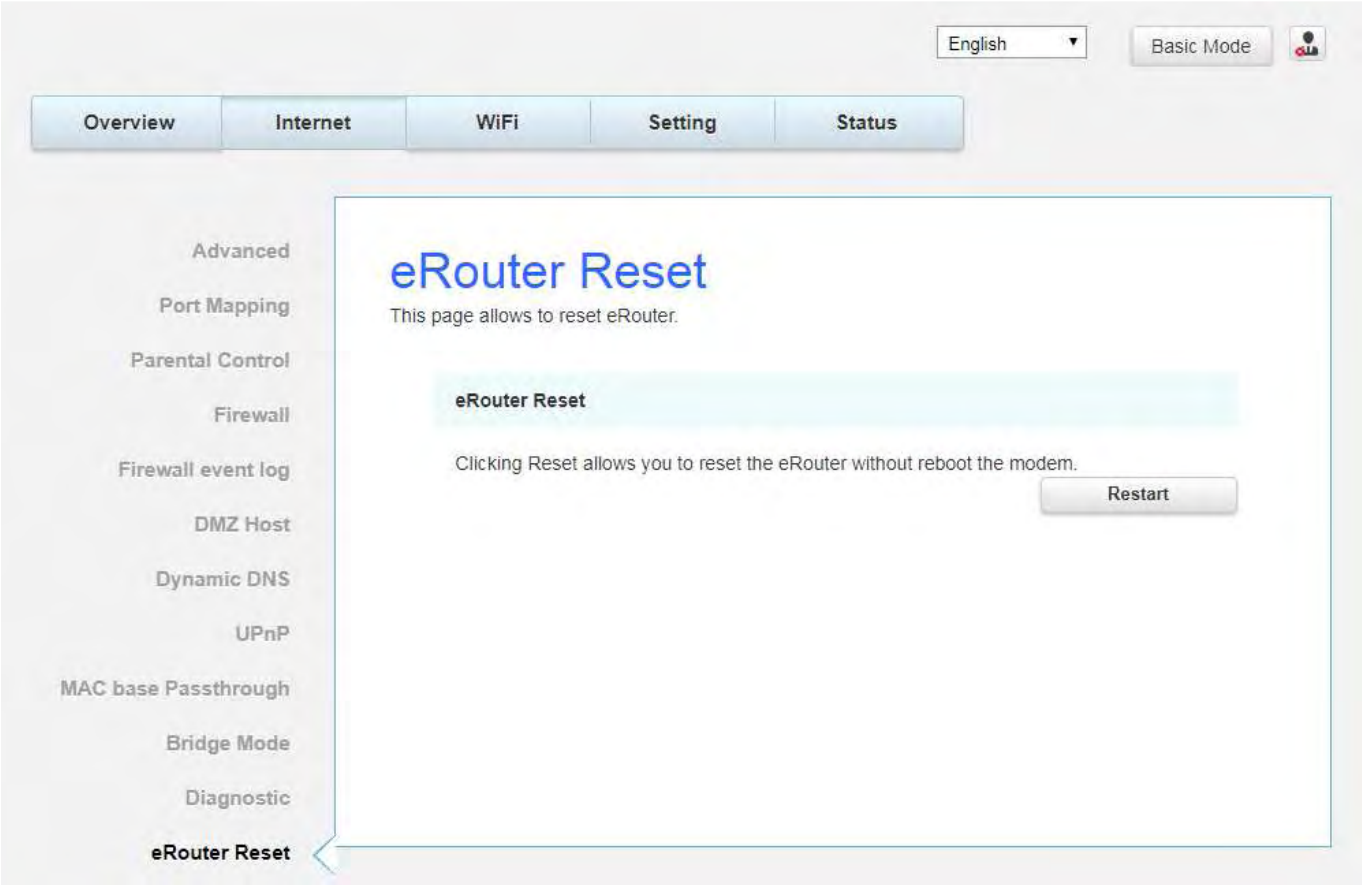 English
Basic Mode
Overview Internet WiFi Setting Status
Advanced
Port Mapping
Parental Control
Firewall
Firewall event log
DMZ Host
Dynamic DNS
UPnP
MAC base Passthrough
Bridge Mode
Diagnostic
eRouter Reset
eRouter Reset
This page allows to reset eRouter.
eRouter Reset
Clicking Reset allows you to reset the eRouter without reboot the modem.
Restart